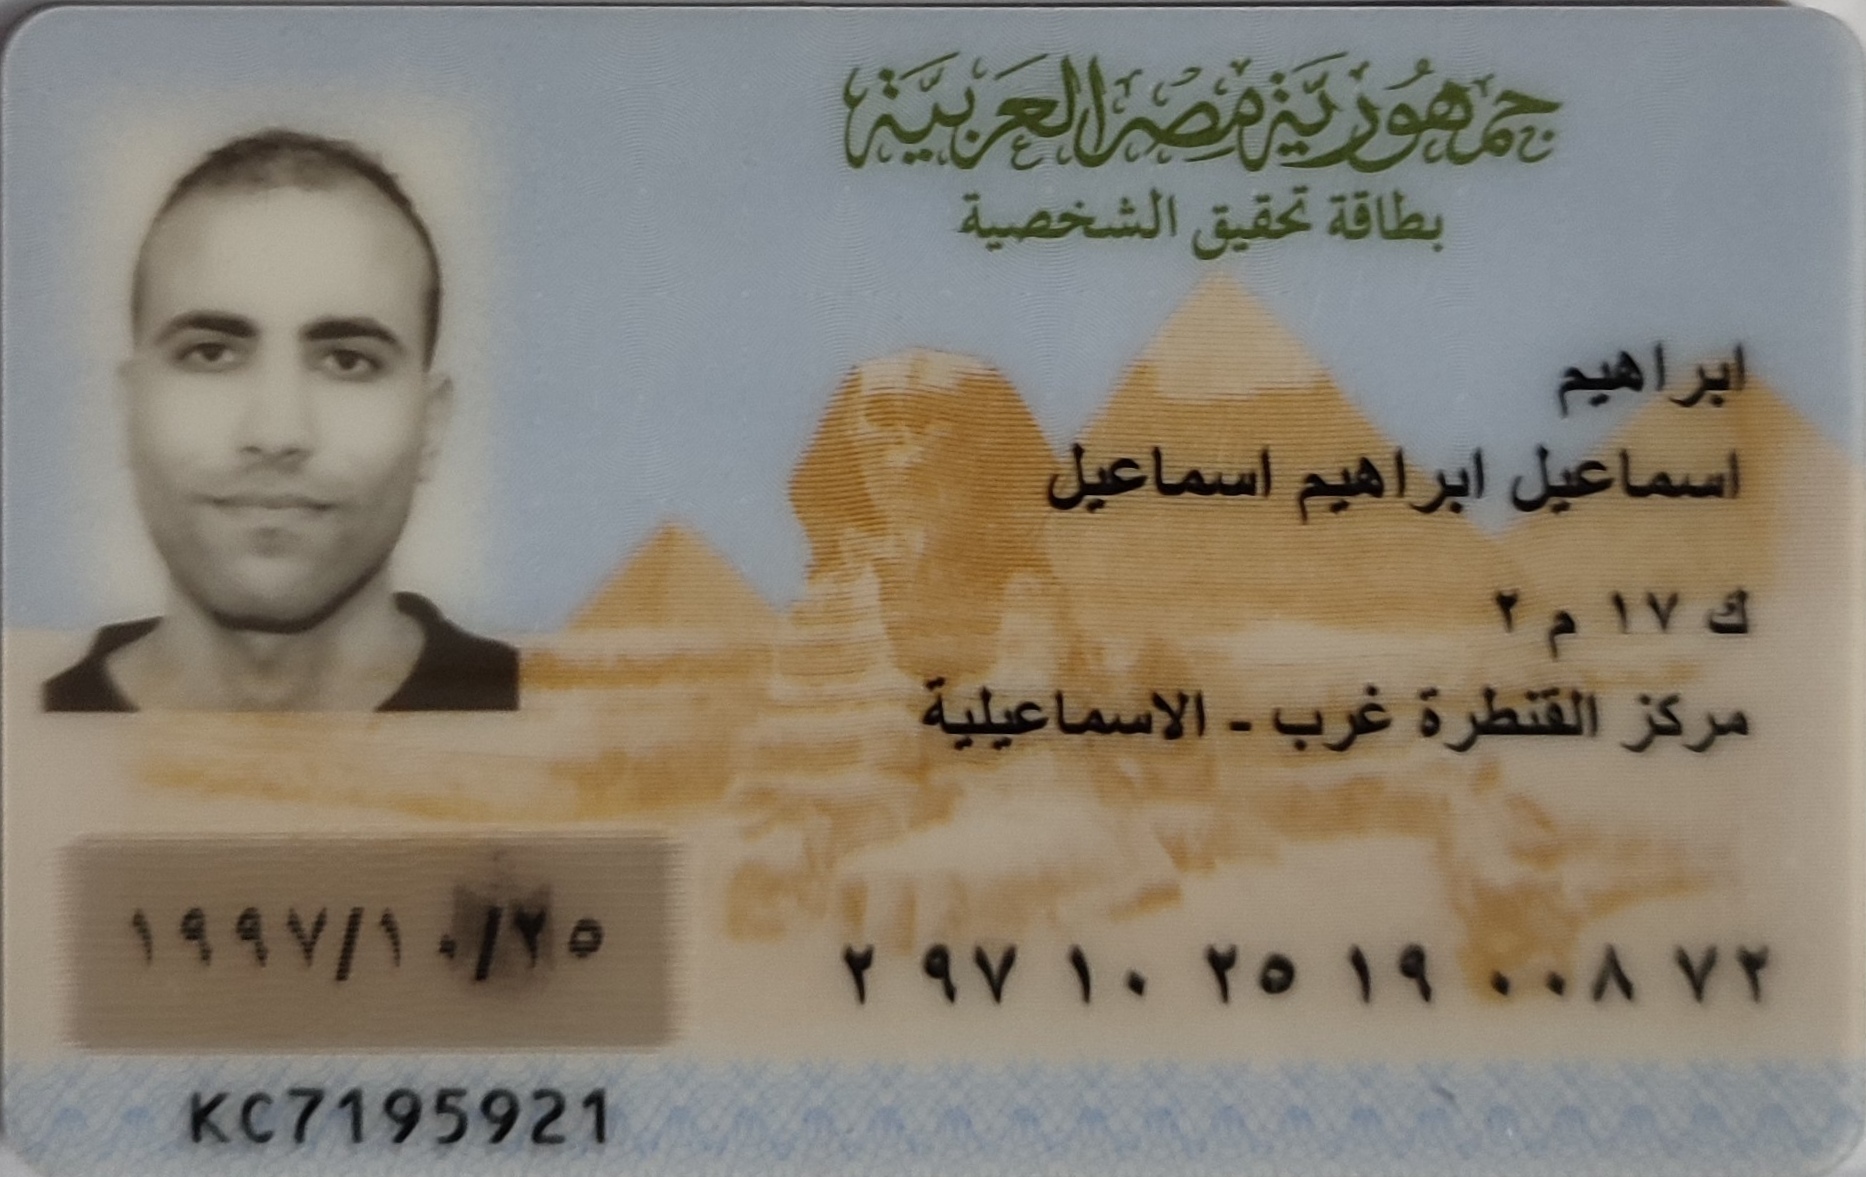 جمهورية مصر العربية
بطاقة تحقيق الشخصية
ابراهيم
اسماعيل ابراهيم اسماعيل
ك ١٧ م ٢
مركز القنطرة غرب - الاسماعيلية
١٩٩٧/١٠/٢٥
٢ ٩٧ ١٠ ٢٥ ١٩ ٠٠٨ ٧٢
KC7195921